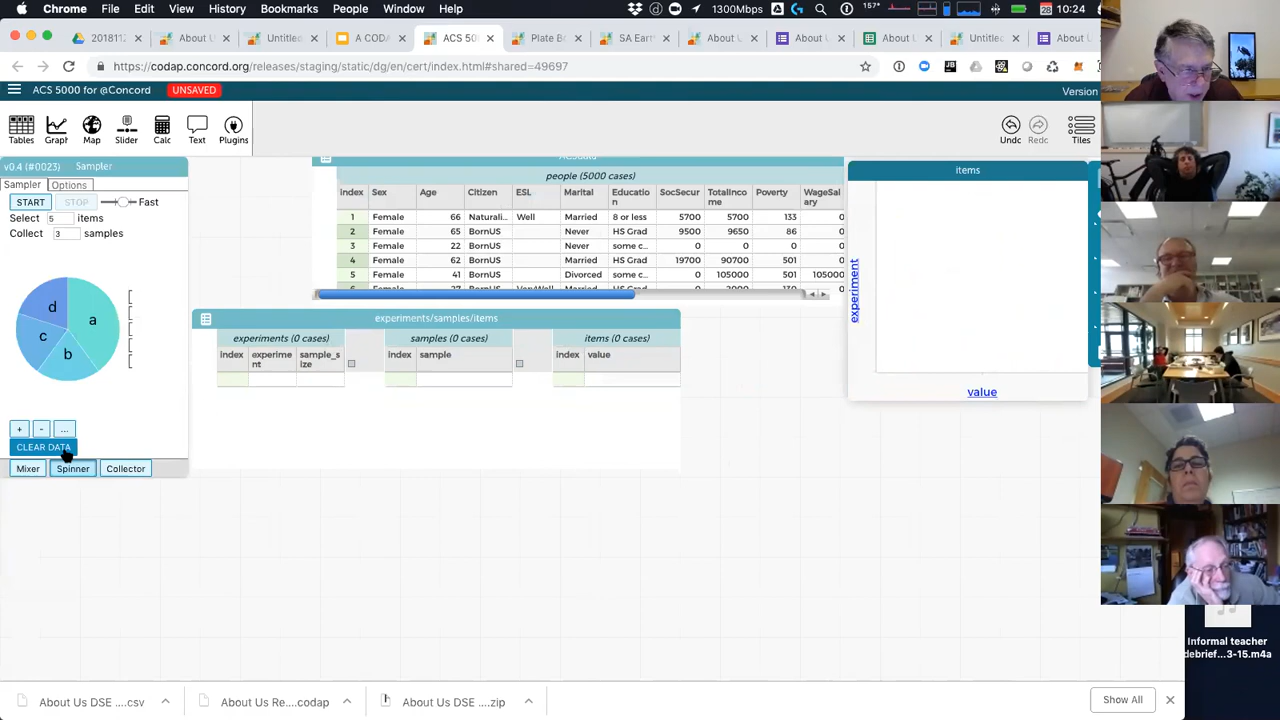 Chrome File Edit View History Bookmarks People Window Help 1300Mbps 157° 28 10:24
20181112 About U Untitled A CODA ACS 50 Plate B SA Eart About U About U About U Untitled About U
https://codap.concord.org/releases/staging/static/dg/en/cert/index.html#shared=49697
ACS 5000 for @Concord UNSAVED Version
Tables Graph Map Slider Calc Text Plugins Undo Redo Tiles
v0.4 (#0023) Sampler
Sampler Options
START STOP Fast
Select 5 items
Collect 3 samples
d a
c b
+ - ...
CLEAR DATA
Mixer Spinner Collector
people (5000 cases)
index Sex Age Citizen ESL Marital Education SocSecur TotalIncome Poverty WageSalary
1 Female 66 Naturali... Well Married 8 or less 5700 5700 133 0
2 Female 65 BornUS Never HS Grad 9500 9650 86 0
3 Female 22 BornUS Never some c... 0 0 0 0
4 Female 62 BornUS Married HS Grad 19700 90700 501 0
5 Female 41 BornUS Divorced some c... 0 105000 501 105000
experiments/samples/items
experiments (0 cases) samples (0 cases) items (0 cases)
index experiment sample_size index sample index value
items
experiment
value
About Us DSE ....csv About Us Re....codap About Us DSE ....zip Show All
Informal teacher
debrief...3-15.m4a